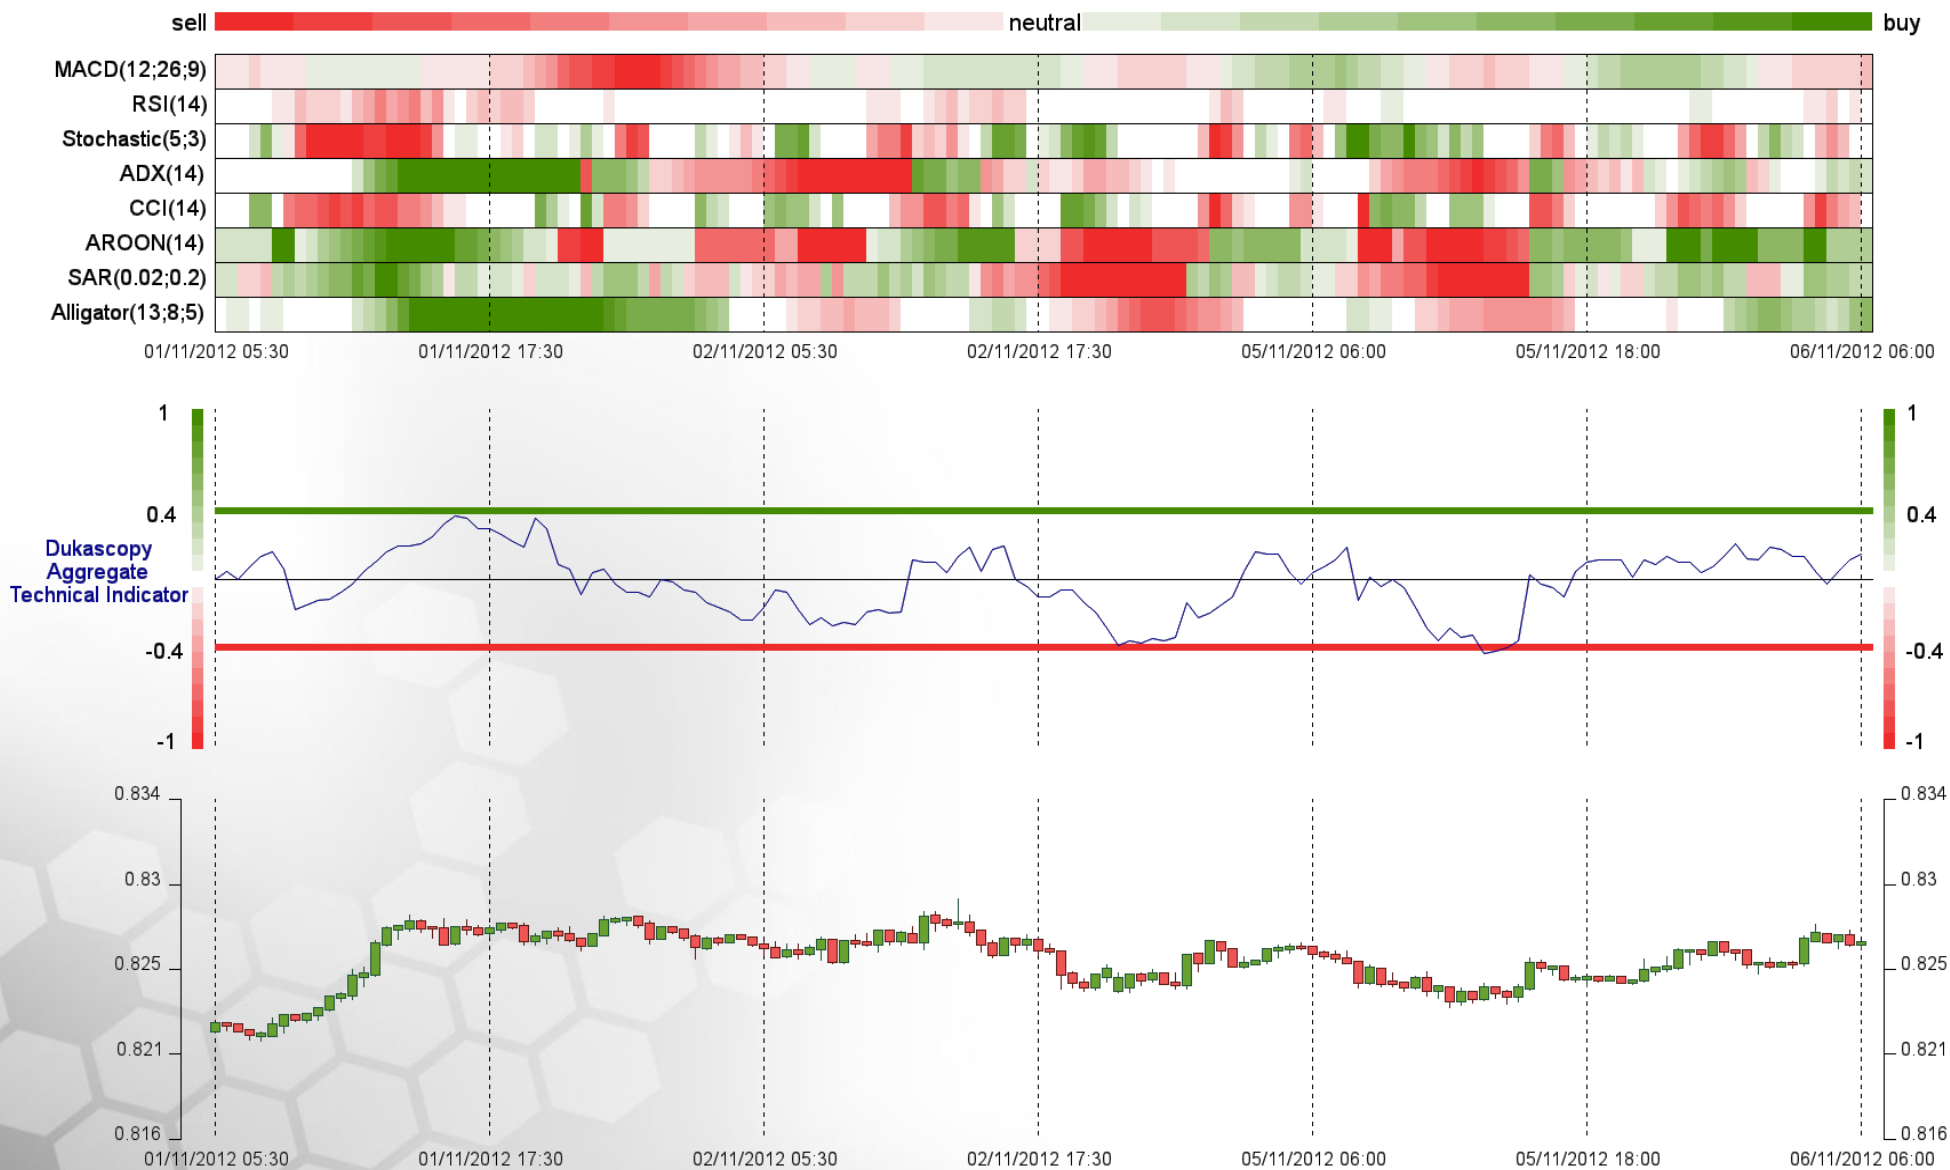 sell neutral buy
MACD(12;26;9)
RSI(14)
Stochastic(5;3)
ADX(14)
CCI(14)
AROON(14)
SAR(0.02;0.2)
Alligator(13;8;5)
01/11/2012 05:30 01/11/2012 17:30 02/11/2012 05:30 02/11/2012 17:30 05/11/2012 06:00 05/11/2012 18:00 06/11/2012 06:00
1 1
0.4 0.4
Dukascopy
Aggregate
Technical Indicator
-0.4 -0.4
-1 -1
0.834 0.834
0.83 0.83
0.825 0.825
0.821 0.821
0.816 0.816
01/11/2012 05:30 01/11/2012 17:30 02/11/2012 05:30 02/11/2012 17:30 05/11/2012 06:00 05/11/2012 18:00 06/11/2012 06:00